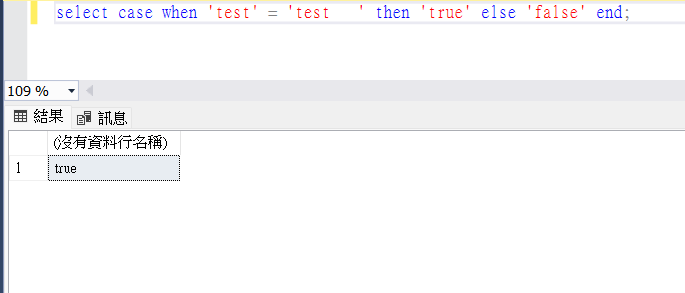 select case when 'test' = 'test   ' then 'true' else 'false' end;
109 %
結果 訊息
(沒有資料行名稱)
1 true